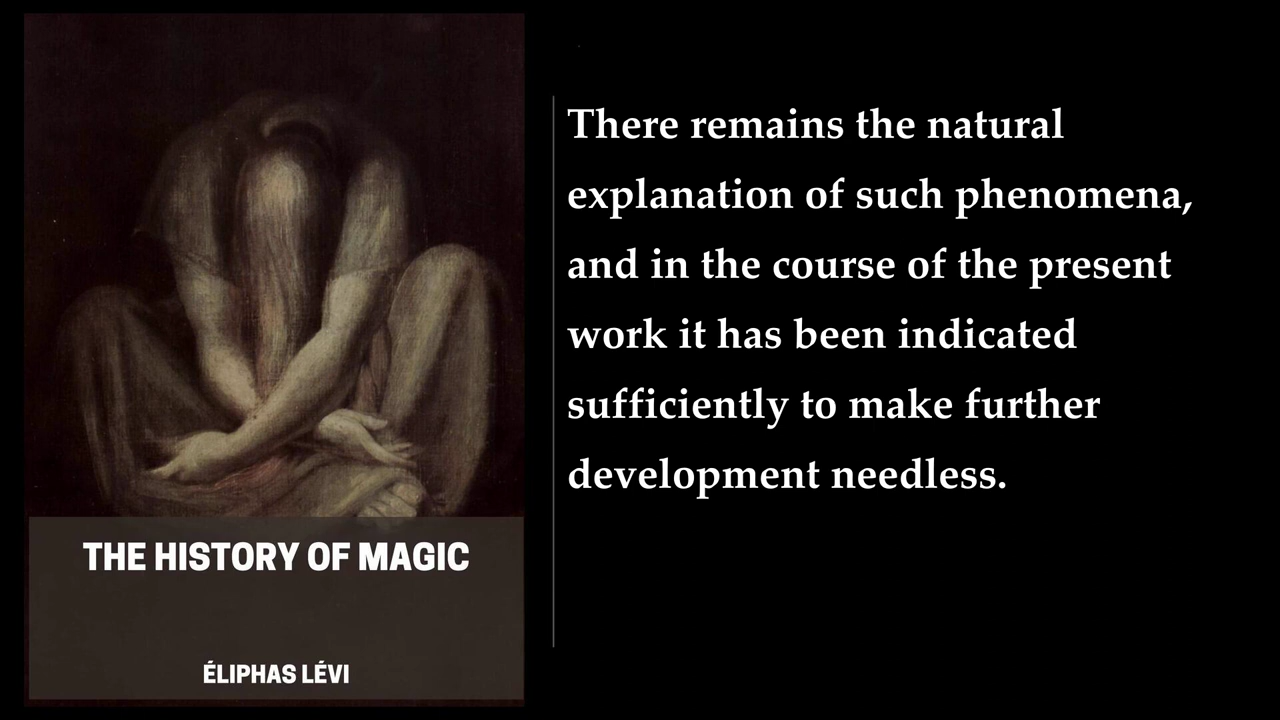 THE HISTORY OF MAGIC
ÉLIPHAS LÉVI
There remains the natural
explanation of such phenomena,
and in the course of the present
work it has been indicated
sufficiently to make further
development needless.